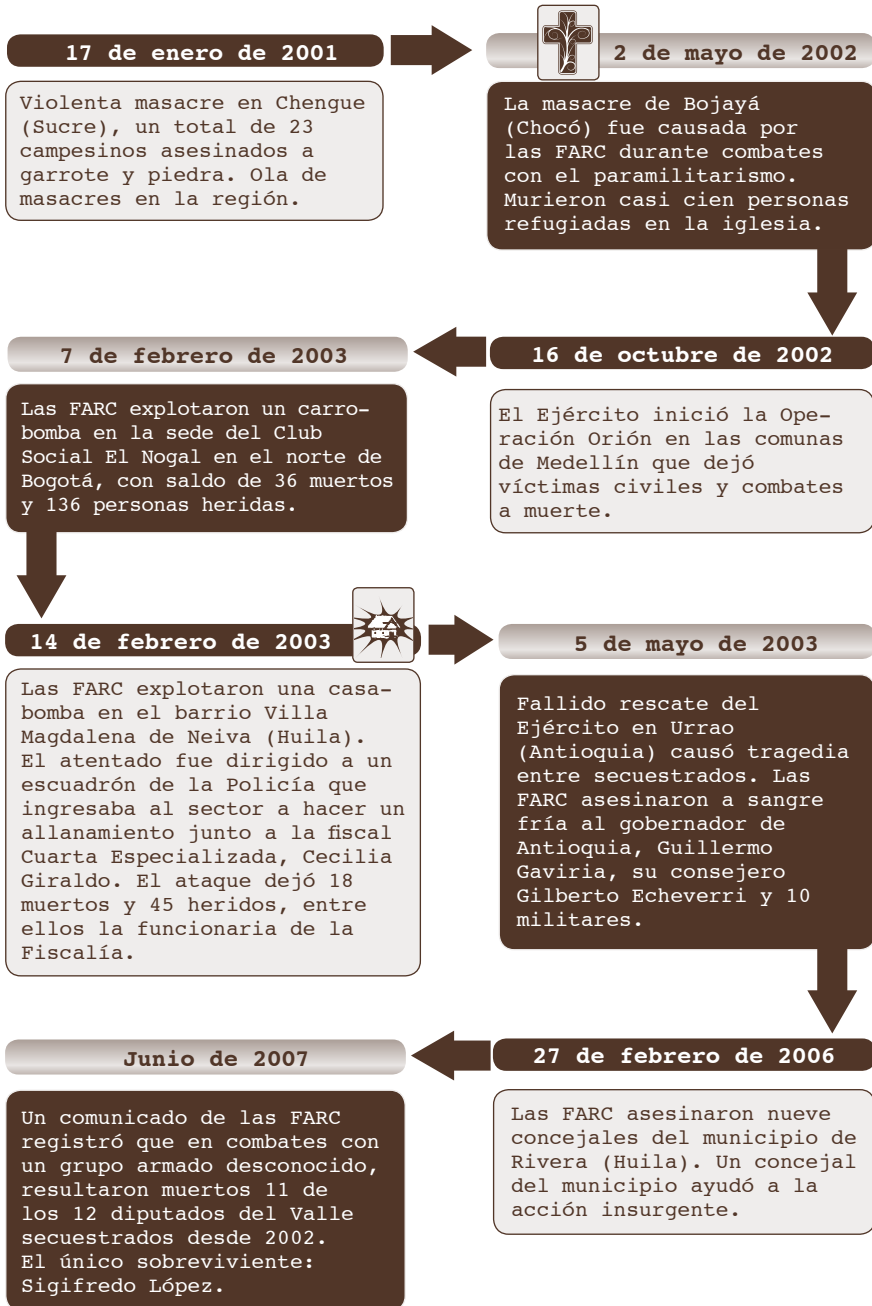 17 de enero de 2001
Violenta masacre en Chengue
(Sucre), un total de 23
campesinos asesinados a
garrote y piedra. Ola de
masacres en la región.
2 de mayo de 2002
La masacre de Bojayá
(Chocó) fue causada por
las FARC durante combates
con el paramilitarismo.
Murieron casi cien personas
refugiadas en la iglesia.
16 de octubre de 2002
El Ejército inició la Ope-
ración Orión en las comunas
de Medellín que dejó
víctimas civiles y combates
a muerte.
7 de febrero de 2003
Las FARC explotaron un carro-
bomba en la sede del Club
Social El Nogal en el norte de
Bogotá, con saldo de 36 muertos
y 136 personas heridas.
14 de febrero de 2003
Las FARC explotaron una casa-
bomba en el barrio Villa
Magdalena de Neiva (Huila).
El atentado fue dirigido a un
escuadrón de la Policía que
ingresaba al sector a hacer un
allanamiento junto a la fiscal
Cuarta Especializada, Cecilia
Giraldo. El ataque dejó 18
muertos y 45 heridos, entre
ellos la funcionaria de la
Fiscalía.
5 de mayo de 2003
Fallido rescate del
Ejército en Urrao
(Antioquia) causó tragedia
entre secuestrados. Las
FARC asesinaron a sangre
fría al gobernador de
Antioquia, Guillermo
Gaviria, su consejero
Gilberto Echeverri y 10
militares.
27 de febrero de 2006
Las FARC asesinaron nueve
concejales del municipio de
Rivera (Huila). Un concejal
del municipio ayudó a la
acción insurgente.
Junio de 2007
Un comunicado de las FARC
registró que en combates con
un grupo armado desconocido,
resultaron muertos 11 de
los 12 diputados del Valle
secuestrados desde 2002.
El único sobreviviente:
Sigifredo López.